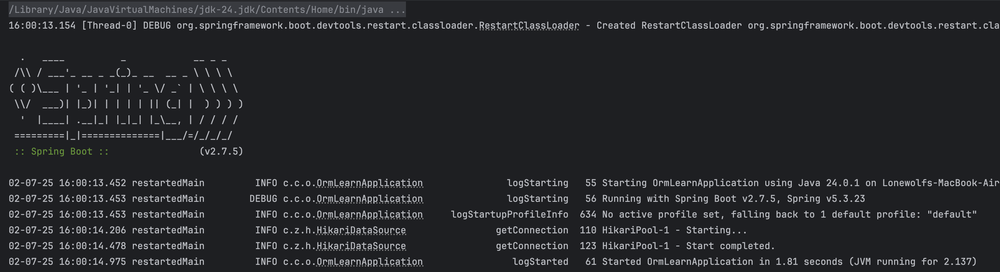 /Library/Java/JavaVirtualMachines/jdk-24.jdk/Contents/Home/bin/java ...
16:00:13.154 [Thread-0] DEBUG org.springframework.boot.devtools.restart.classloader.RestartClassLoader - Created RestartClassLoader org.springframework.boot.devtools.restart.cla
  .   ____          _            __ _ _
 /\\ / ___'_ __ _ _(_)_ __  __ _ \ \ \ \
( ( )\___ | '_ | '_| | '_ \/ _` | \ \ \ \
 \\/  ___)| |_)| | | | | || (_| |  ) ) ) )
  '  |____| .__|_| |_|_| |_\__, | / / / /
 =========|_|==============|___/=/_/_/_/
 :: Spring Boot ::                (v2.7.5)
02-07-25 16:00:13.452 restartedMain         INFO c.c.o.OrmLearnApplication               logStarting   55 Starting OrmLearnApplication using Java 24.0.1 on Lonewolfs-MacBook-Air
02-07-25 16:00:13.453 restartedMain        DEBUG c.c.o.OrmLearnApplication               logStarting   56 Running with Spring Boot v2.7.5, Spring v5.3.23
02-07-25 16:00:13.453 restartedMain         INFO c.c.o.OrmLearnApplication     logStartupProfileInfo  634 No active profile set, falling back to 1 default profile: "default"
02-07-25 16:00:14.206 restartedMain         INFO c.z.h.HikariDataSource                getConnection  110 HikariPool-1 - Starting...
02-07-25 16:00:14.478 restartedMain         INFO c.z.h.HikariDataSource                getConnection  123 HikariPool-1 - Start completed.
02-07-25 16:00:14.975 restartedMain         INFO c.c.o.OrmLearnApplication                logStarted   61 Started OrmLearnApplication in 1.81 seconds (JVM running for 2.137)